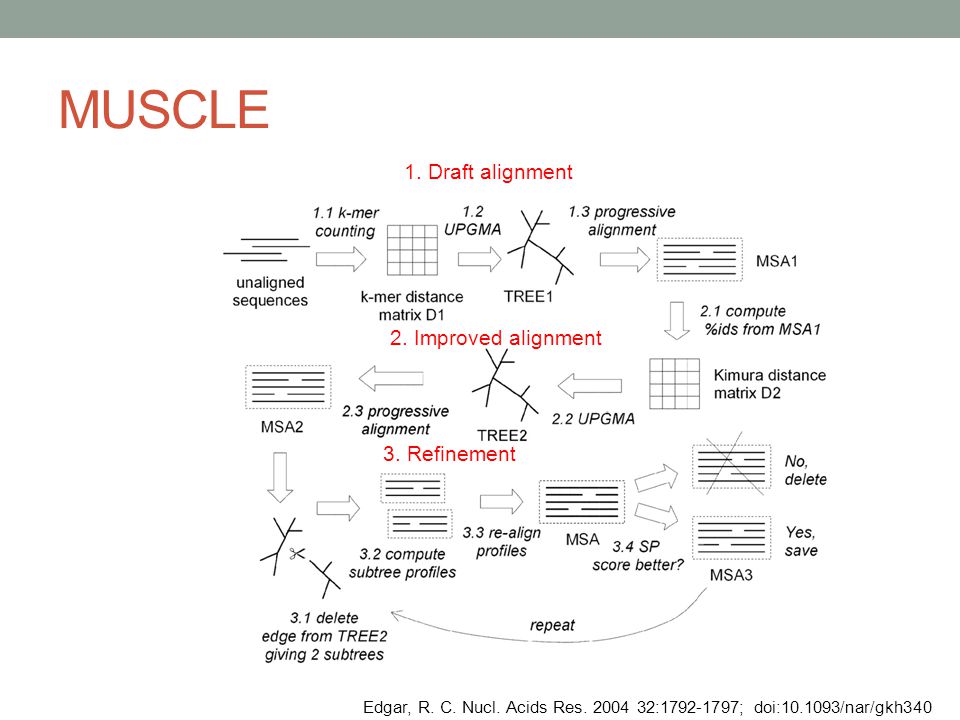 MUSCLE
1. Draft alignment
1.1 k-mer
counting
1.2
UPGMA
1.3 progressive
alignment
unaligned
sequences
k-mer distance
matrix D1
TREE1
MSA1
2.1 compute
%ids from MSA1
2. Improved alignment
MSA2
2.3 progressive
alignment
TREE2
2.2 UPGMA
Kimura distance
matrix D2
3. Refinement
No,
delete
3.1 delete
edge from TREE2
giving 2 subtrees
3.2 compute
subtree profiles
3.3 re-align
profiles
MSA
3.4 SP
score better?
MSA3
Yes,
save
repeat
Edgar, R. C. Nucl. Acids Res. 2004 32:1792-1797; doi:10.1093/nar/gkh340